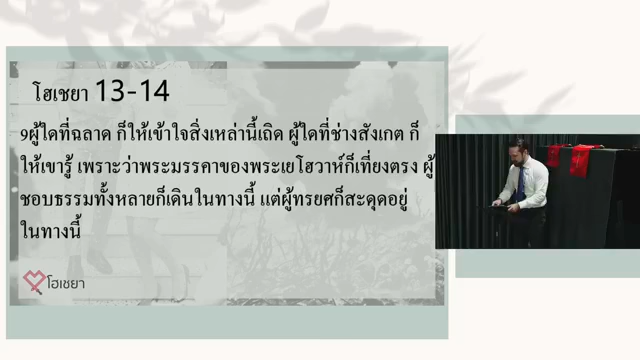 โฮเชยา 13-14
9ผู้ใดที่ฉลาด ก็ให้เข้าใจสิ่งเหล่านี้เถิด ผู้ใดที่ช่างสังเกต ก็
ให้เขารู้ เพราะว่าพระมรรคาของพระเยโฮวาห์ก็เที่ยงตรง ผู้
ชอบธรรมทั้งหลายก็เดินในทางนี้ แต่ผู้ทรยศก็สะดุดอยู่
ในทางนี้
โฮเชยา